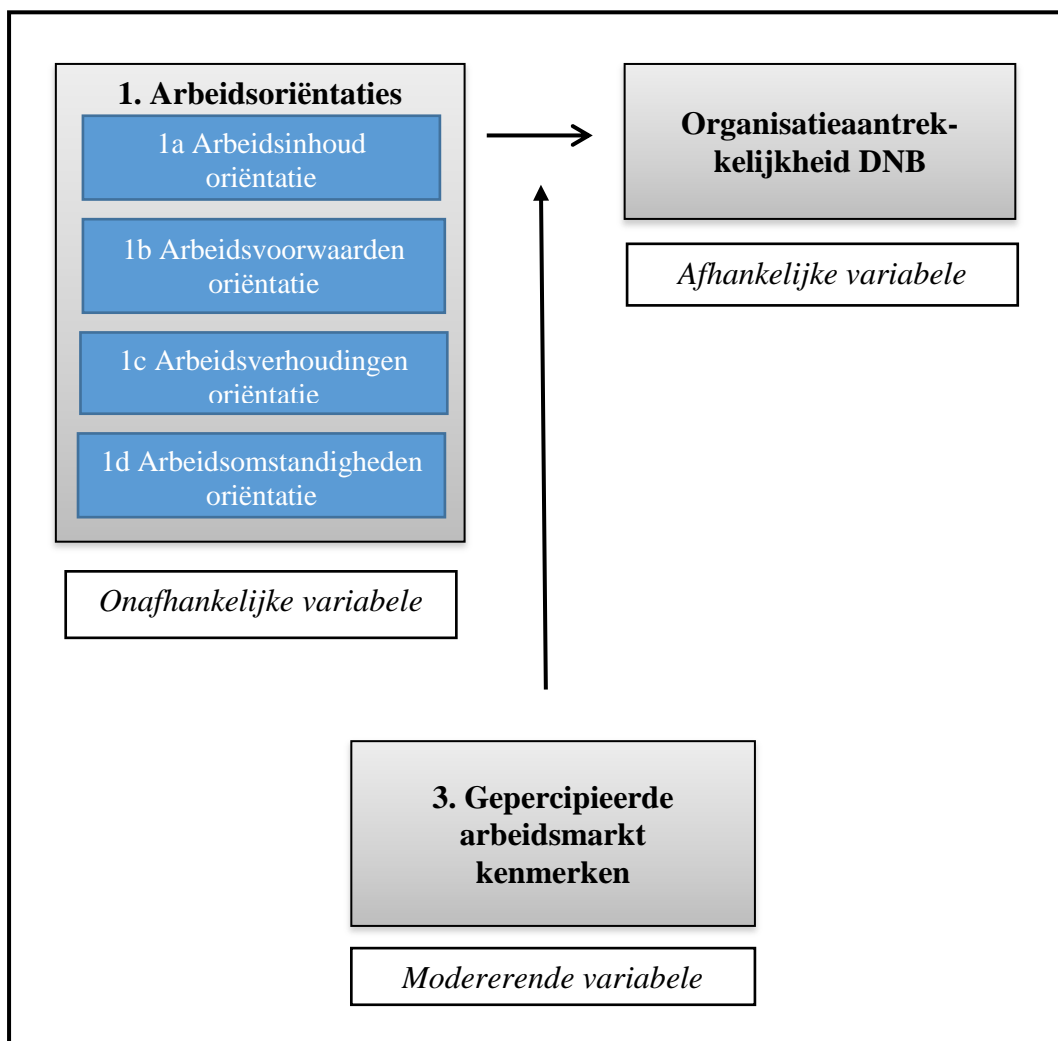 1. Arbeidsoriëntaties
1a Arbeidsinhoud
oriëntatie
1b Arbeidsvoorwaarden
oriëntatie
1c Arbeidsverhoudingen
oriëntatie
1d Arbeidsomstandigheden
oriëntatie
Onafhankelijke variabele
Organisatieaantrek-
kelijkheid DNB
Afhankelijke variabele
3. Gepercipieerde
arbeidsmarkt
kenmerken
Modererende variabele